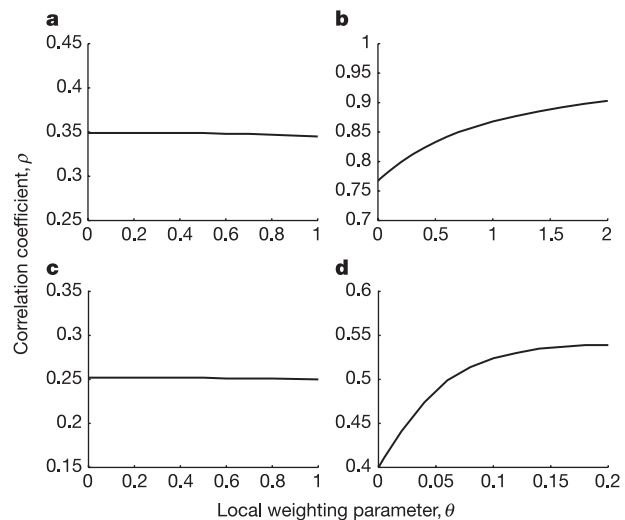 a
b
0.45
0.4
0.35
0.3
0.25
0 0.2 0.4 0.6 0.8 1
1
0.95
0.9
0.85
0.8
0.75
0.7
0 0.5 1 1.5 2
c
d
0.35
0.3
0.25
0.2
0.15
0 0.2 0.4 0.6 0.8 1
0.6
0.55
0.5
0.45
0.4
0 0.05 0.1 0.15 0.2
Correlation coefficient, ρ
Local weighting parameter, θ